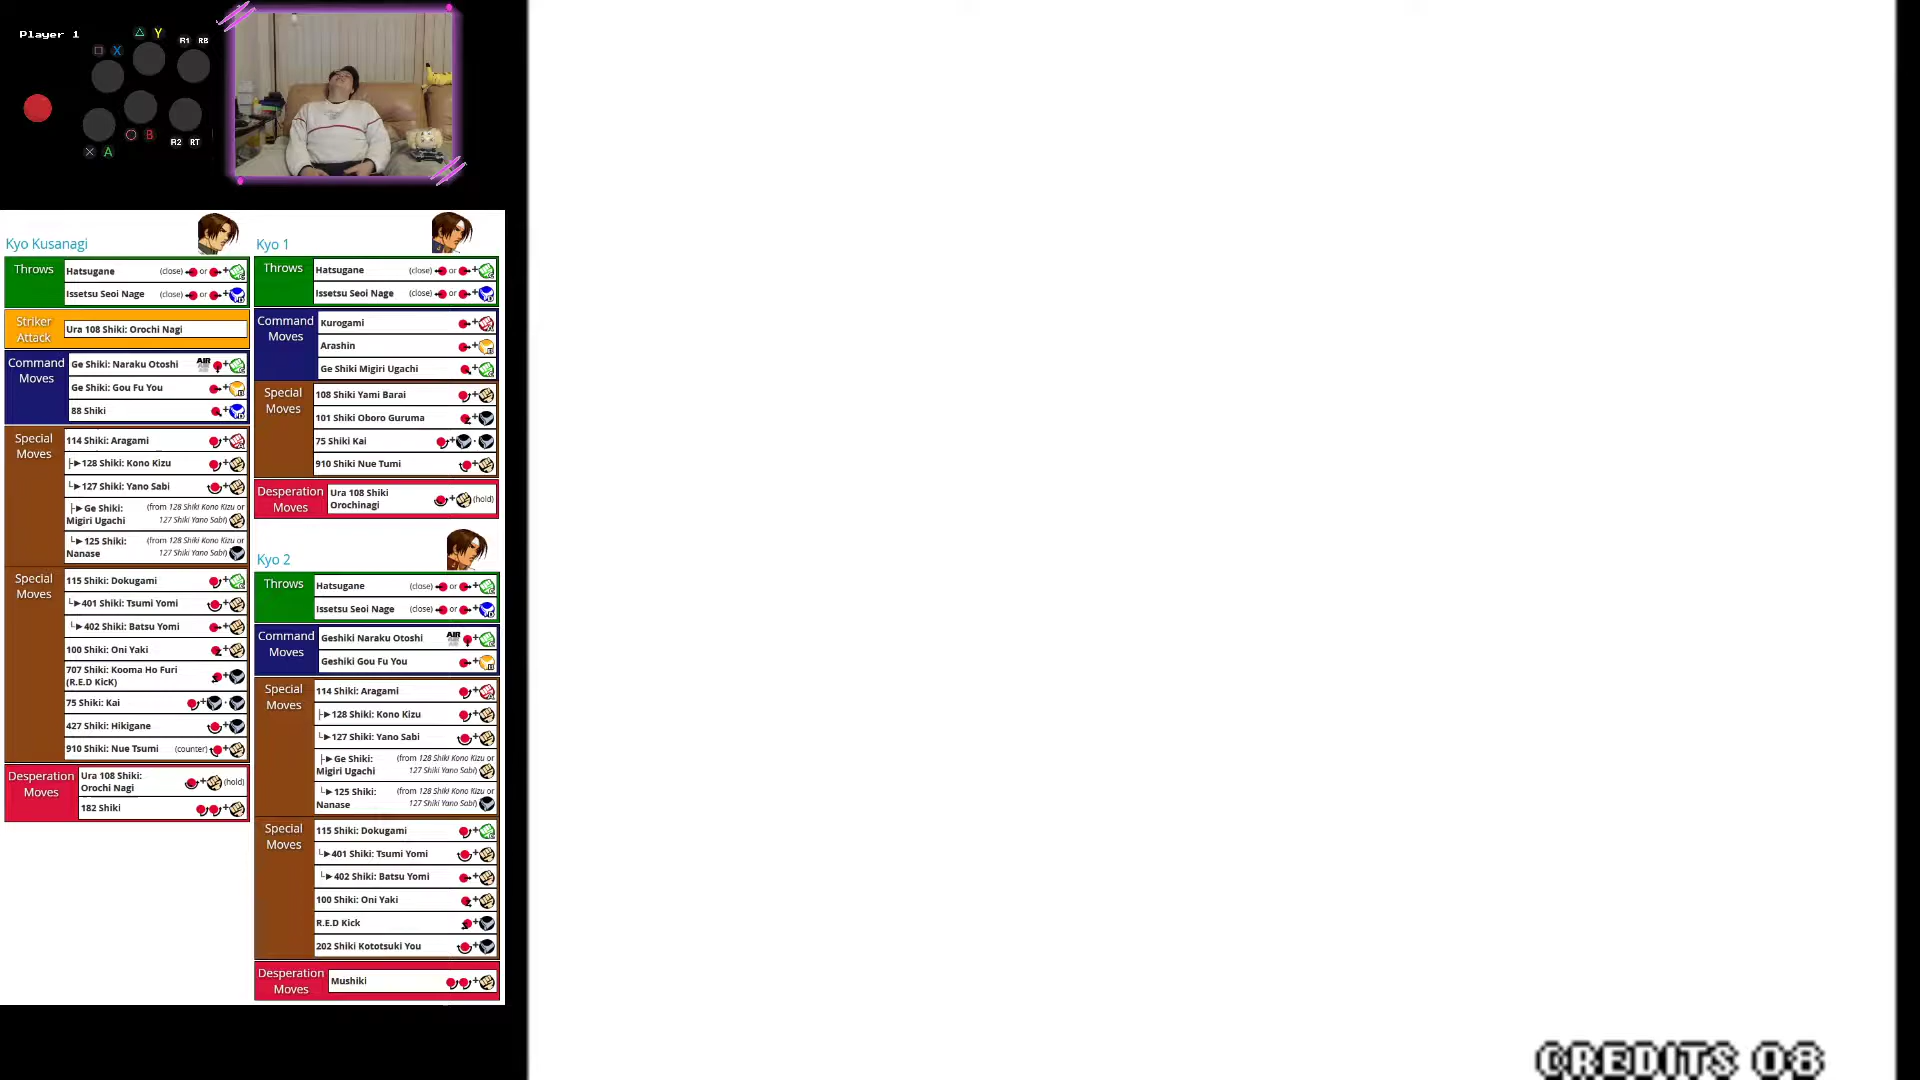 Player 1
△ Y
R1 RB
□ X
○ B
R2 RT
X A
Kyo Kusanagi
Throws
Hatsugane (close) or + C
Issetsu Seoi Nage (close) or + D
Striker Attack
Ura 108 Shiki: Orochi Nagi
Command Moves
Ge Shiki: Naraku Otoshi AIR +
Ge Shiki: Gou Fu You +
88 Shiki + D
Special Moves
114 Shiki: Aragami +
128 Shiki: Kono Kizu +
127 Shiki: Yano Sabi +
Ge Shiki: Migiri Ugachi (from 128 Shiki Kono Kizu or 127 Shiki Yano Sabi)
125 Shiki: Nanase (from 128 Shiki Kono Kizu or 127 Shiki Yano Sabi)
Special Moves
115 Shiki: Dokugami +
401 Shiki: Tsumi Yomi +
402 Shiki: Batsu Yomi +
100 Shiki: Oni Yaki +
707 Shiki: Kooma Ho Furi (R.E.D KicK) +
75 Shiki: Kai +
427 Shiki: Hikigane +
910 Shiki: Nue Tsumi (counter) +
Desperation Moves
Ura 108 Shiki: Orochi Nagi + (hold)
182 Shiki +
Kyo 1
Throws
Hatsugane (close) or +
Issetsu Seoi Nage (close) or + D
Command Moves
Kurogami +
Arashin +
Ge Shiki Migiri Ugachi +
Special Moves
108 Shiki Yami Barai +
101 Shiki Oboro Guruma +
75 Shiki Kai +
910 Shiki Nue Tumi +
Desperation Moves
Ura 108 Shiki Orochinagi + (hold)
Kyo 2
Throws
Hatsugane (close) or +
Issetsu Seoi Nage (close) or + D
Command Moves
Geshiki Naraku Otoshi AIR +
Geshiki Gou Fu You +
Special Moves
114 Shiki: Aragami +
128 Shiki: Kono Kizu +
127 Shiki: Yano Sabi +
Ge Shiki: Migiri Ugachi (from 128 Shiki Kono Kizu or 127 Shiki Yano Sabi)
125 Shiki: Nanase (from 128 Shiki Kono Kizu or 127 Shiki Yano Sabi)
Special Moves
115 Shiki: Dokugami +
401 Shiki: Tsumi Yomi +
402 Shiki: Batsu Yomi +
100 Shiki: Oni Yaki +
R.E.D Kick +
202 Shiki Kototsuki You +
Desperation Moves
Mushiki +
CREDITS 08